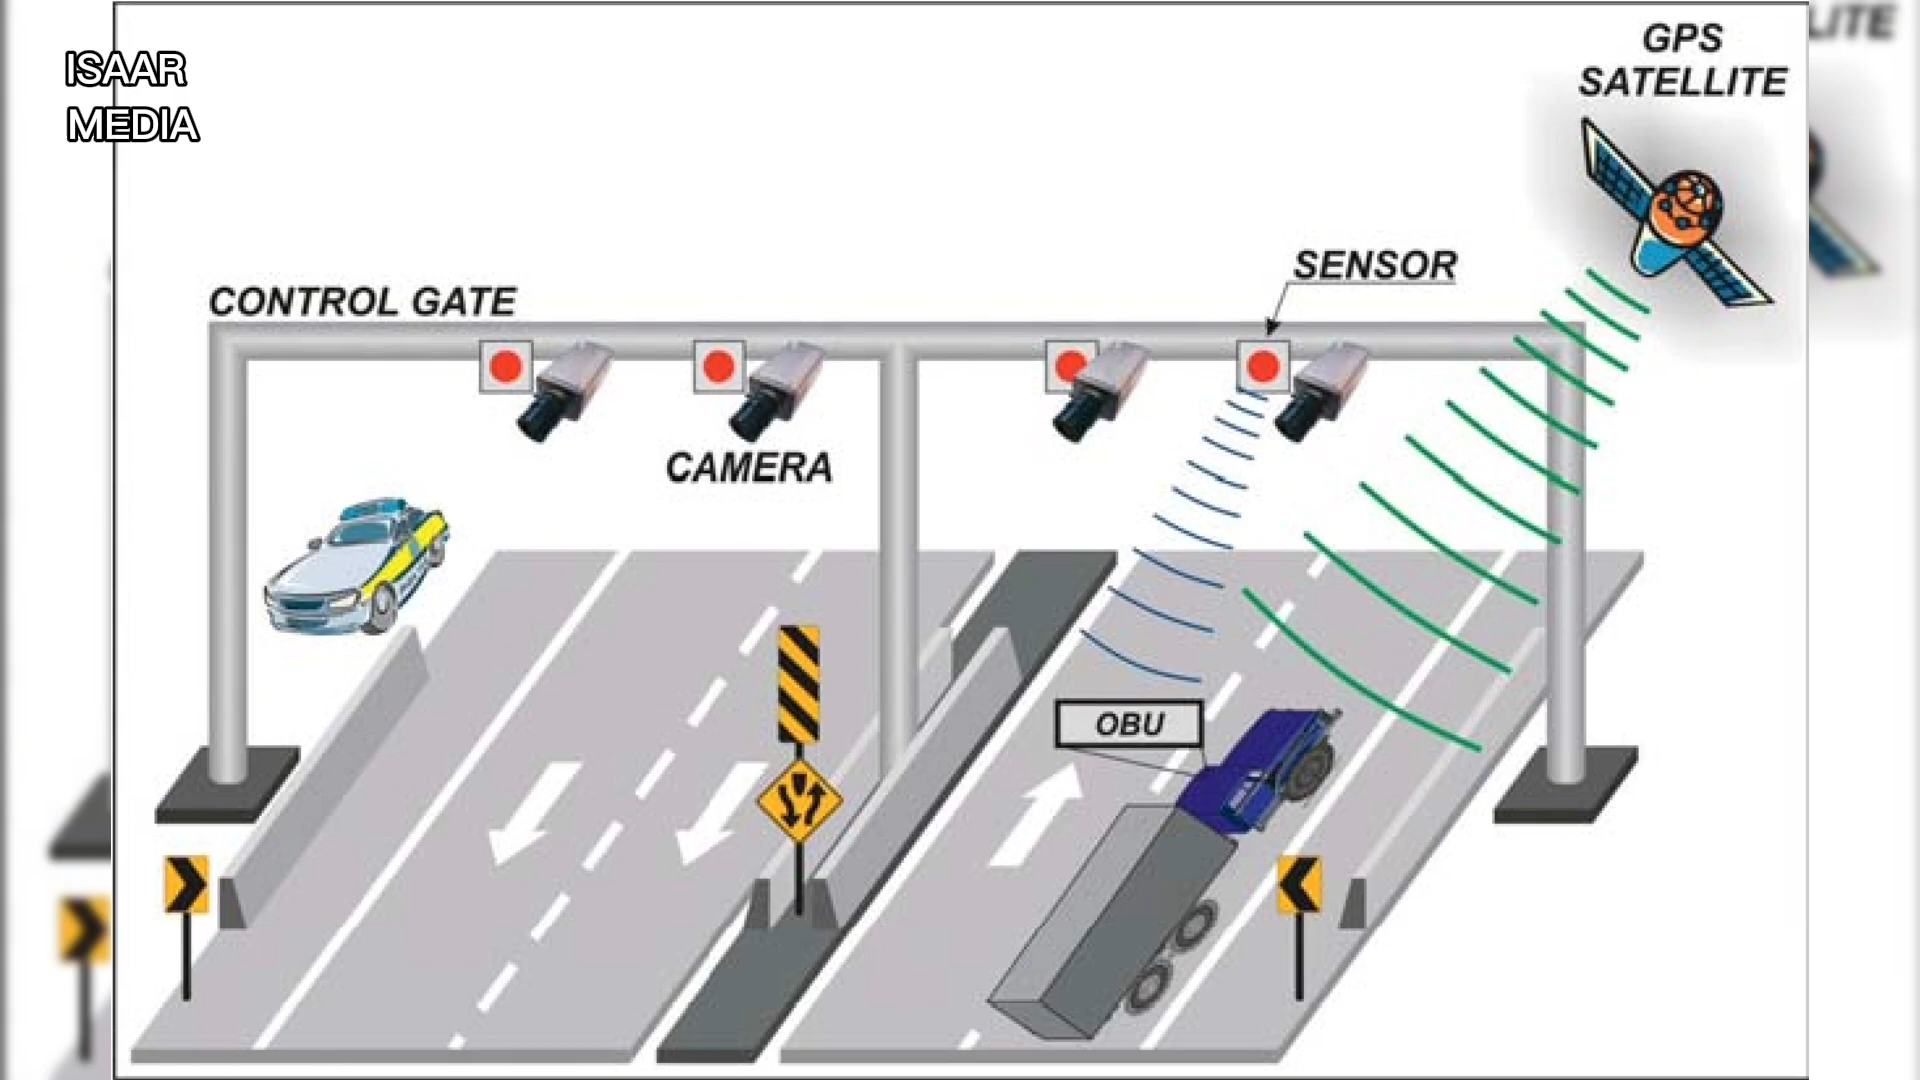 ISAAR
MEDIA
GPS
SATELLITE
SENSOR
CONTROL GATE
CAMERA
OBU